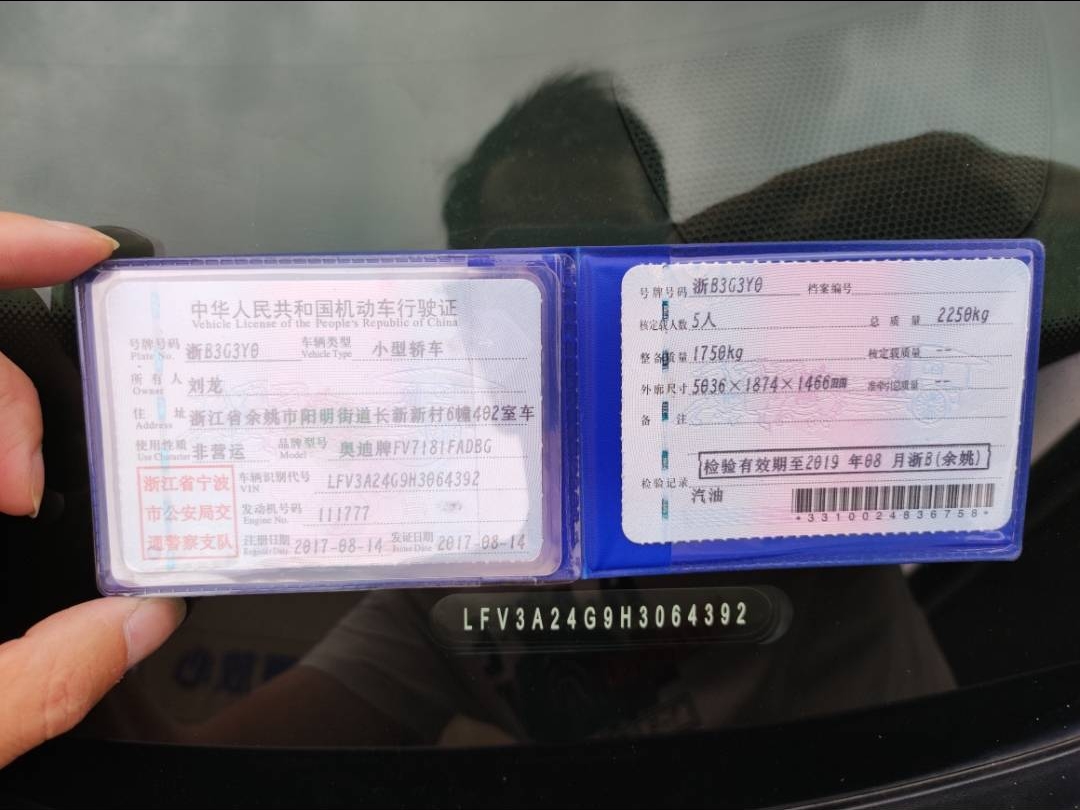 中华人民共和国机动车行驶证
Vehicle License of the People's Republic of China
号牌号码 浙B3G3Y0 车辆类型 小型轿车
Plate No. Vehicle Type
所有人 刘龙
Owner
住址 浙江省余姚市阳明街道长新新村6幢402室车
Address
使用性质 非营运 品牌型号 奥迪牌FV7181FADBG
Use Character Model
浙江省宁波
市公安局交
通警察支队
车辆识别代号 LFV3A24G9H3064392
VIN
发动机号码 111777
Engine No.
注册日期 2017-08-14 发证日期 2017-08-14
Register Date Issue Date
号牌号码 浙B3G3Y0 档案编号
核定载人数 5人 总质量 2250kg
整备质量 1750kg 核定载质量 --
外廓尺寸 5036×1874×1466mm 准牵引总质量 --
备注
检验有效期至2019 年08 月浙B(余姚)
检验记录
汽油
*3310024836758*
LFV3A24G9H3064392